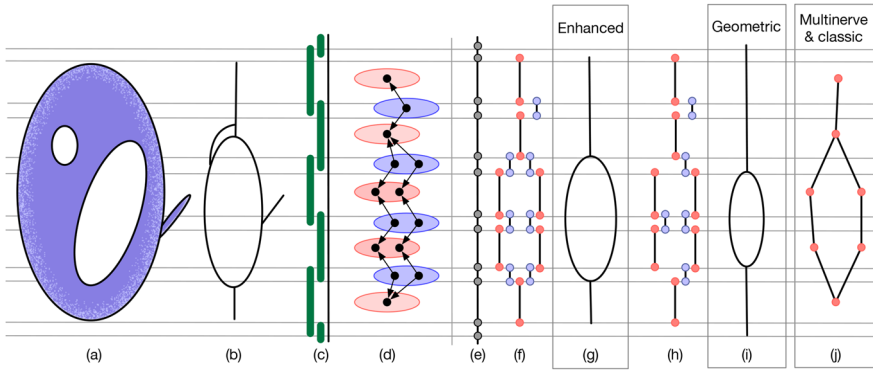 Enhanced
Geometric
Multinerve
& classic
(a)
(b)
(c)
(d)
(e)
(f)
(g)
(h)
(i)
(j)